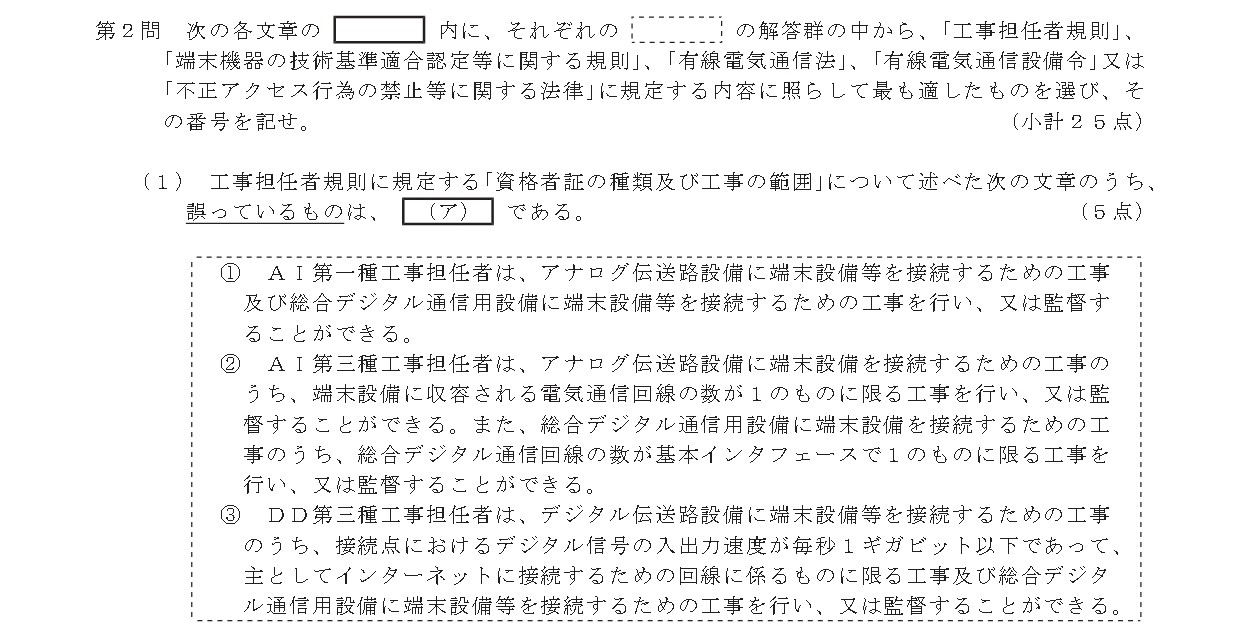 第２問　次の各文章の　　　　内に、それぞれの　　　　の解答群の中から、｢工事担任者規則｣、
｢端末機器の技術基準適合認定等に関する規則｣、｢有線電気通信法｣、｢有線電気通信設備令｣又は
｢不正アクセス行為の禁止等に関する法律｣に規定する内容に照らして最も適したものを選び、そ
の番号を記せ。　(小計２５点)
(１)　工事担任者規則に規定する｢資格者証の種類及び工事の範囲｣について述べた次の文章のうち、
誤っているものは、　(ア)　である。　(５点)
①　ＡＩ第一種工事担任者は、アナログ伝送路設備に端末設備等を接続するための工事
及び総合デジタル通信用設備に端末設備等を接続するための工事を行い、又は監督す
ることができる。
②　ＡＩ第三種工事担任者は、アナログ伝送路設備に端末設備を接続するための工事の
うち、端末設備に収容される電気通信回線の数が１のものに限る工事を行い、又は監
督することができる。また、総合デジタル通信用設備に端末設備を接続するための工
事のうち、総合デジタル通信回線の数が基本インタフェースで１のものに限る工事を
行い、又は監督することができる。
③　ＤＤ第三種工事担任者は、デジタル伝送路設備に端末設備等を接続するための工事
のうち、接続点におけるデジタル信号の入出力速度が毎秒１ギガビット以下であって、
主としてインターネットに接続するための回線に係るものに限る工事及び総合デジタ
ル通信用設備に端末設備等を接続するための工事を行い、又は監督することができる。